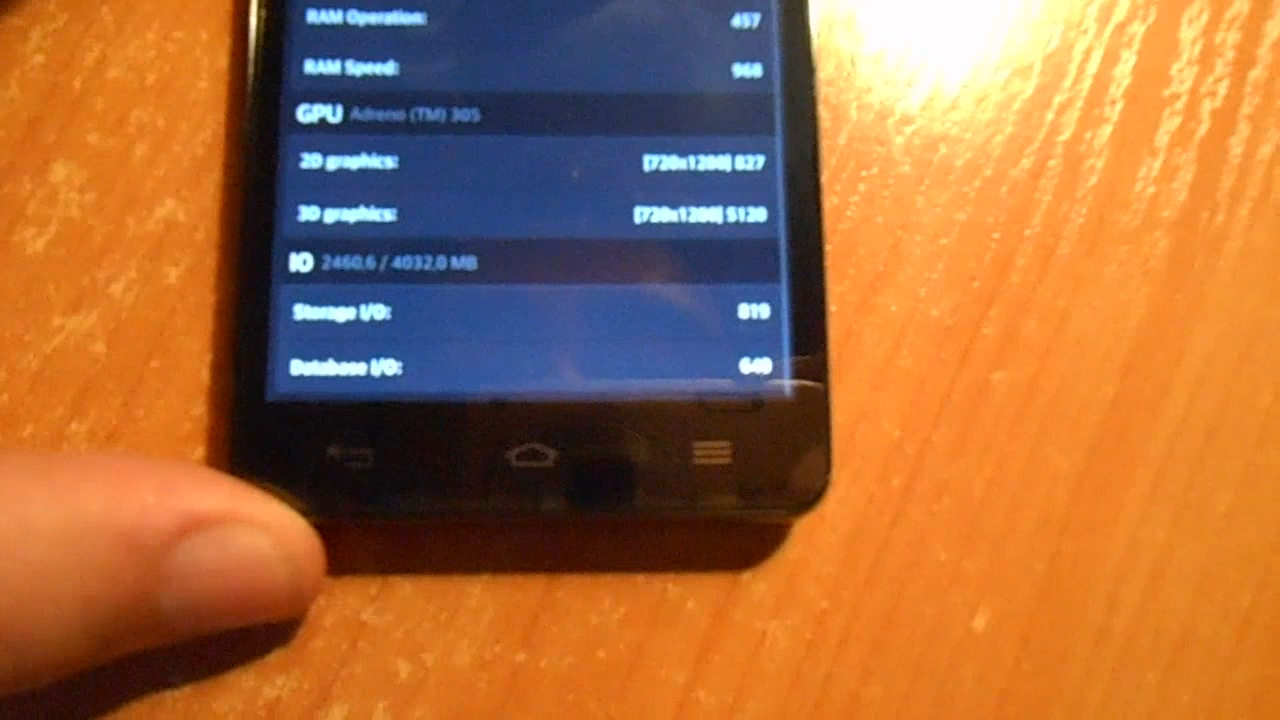 RAM Operation: 457
RAM Speed: 968
GPU Adreno (TM) 305
2D graphics: [720x1280] 827
3D graphics: [720x1280] 5120
IO 2460,6 / 4032,0 MB
Storage I/O: 819
Database I/O: 640